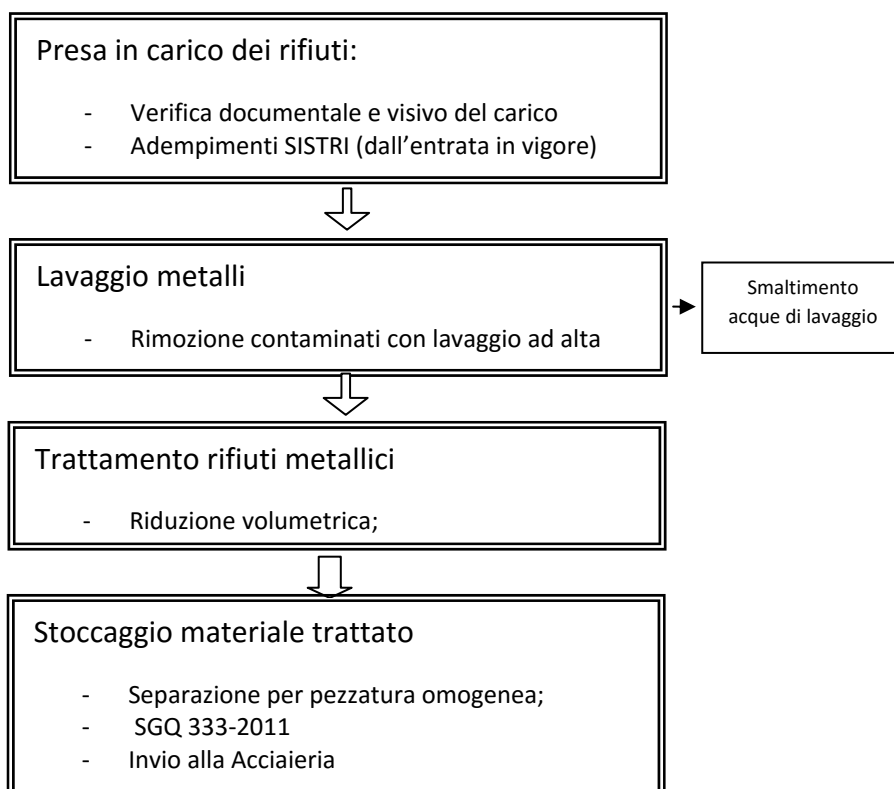 Presa in carico dei rifiuti:
- Verifica documentale e visivo del carico
- Adempimenti SISTRI (dall'entrata in vigore)
Lavaggio metalli
- Rimozione contaminati con lavaggio ad alta
Smaltimento
acque di lavaggio
Trattamento rifiuti metallici
- Riduzione volumetrica;
Stoccaggio materiale trattato
- Separazione per pezzatura omogenea;
- SGQ 333-2011
- Invio alla Acciaieria